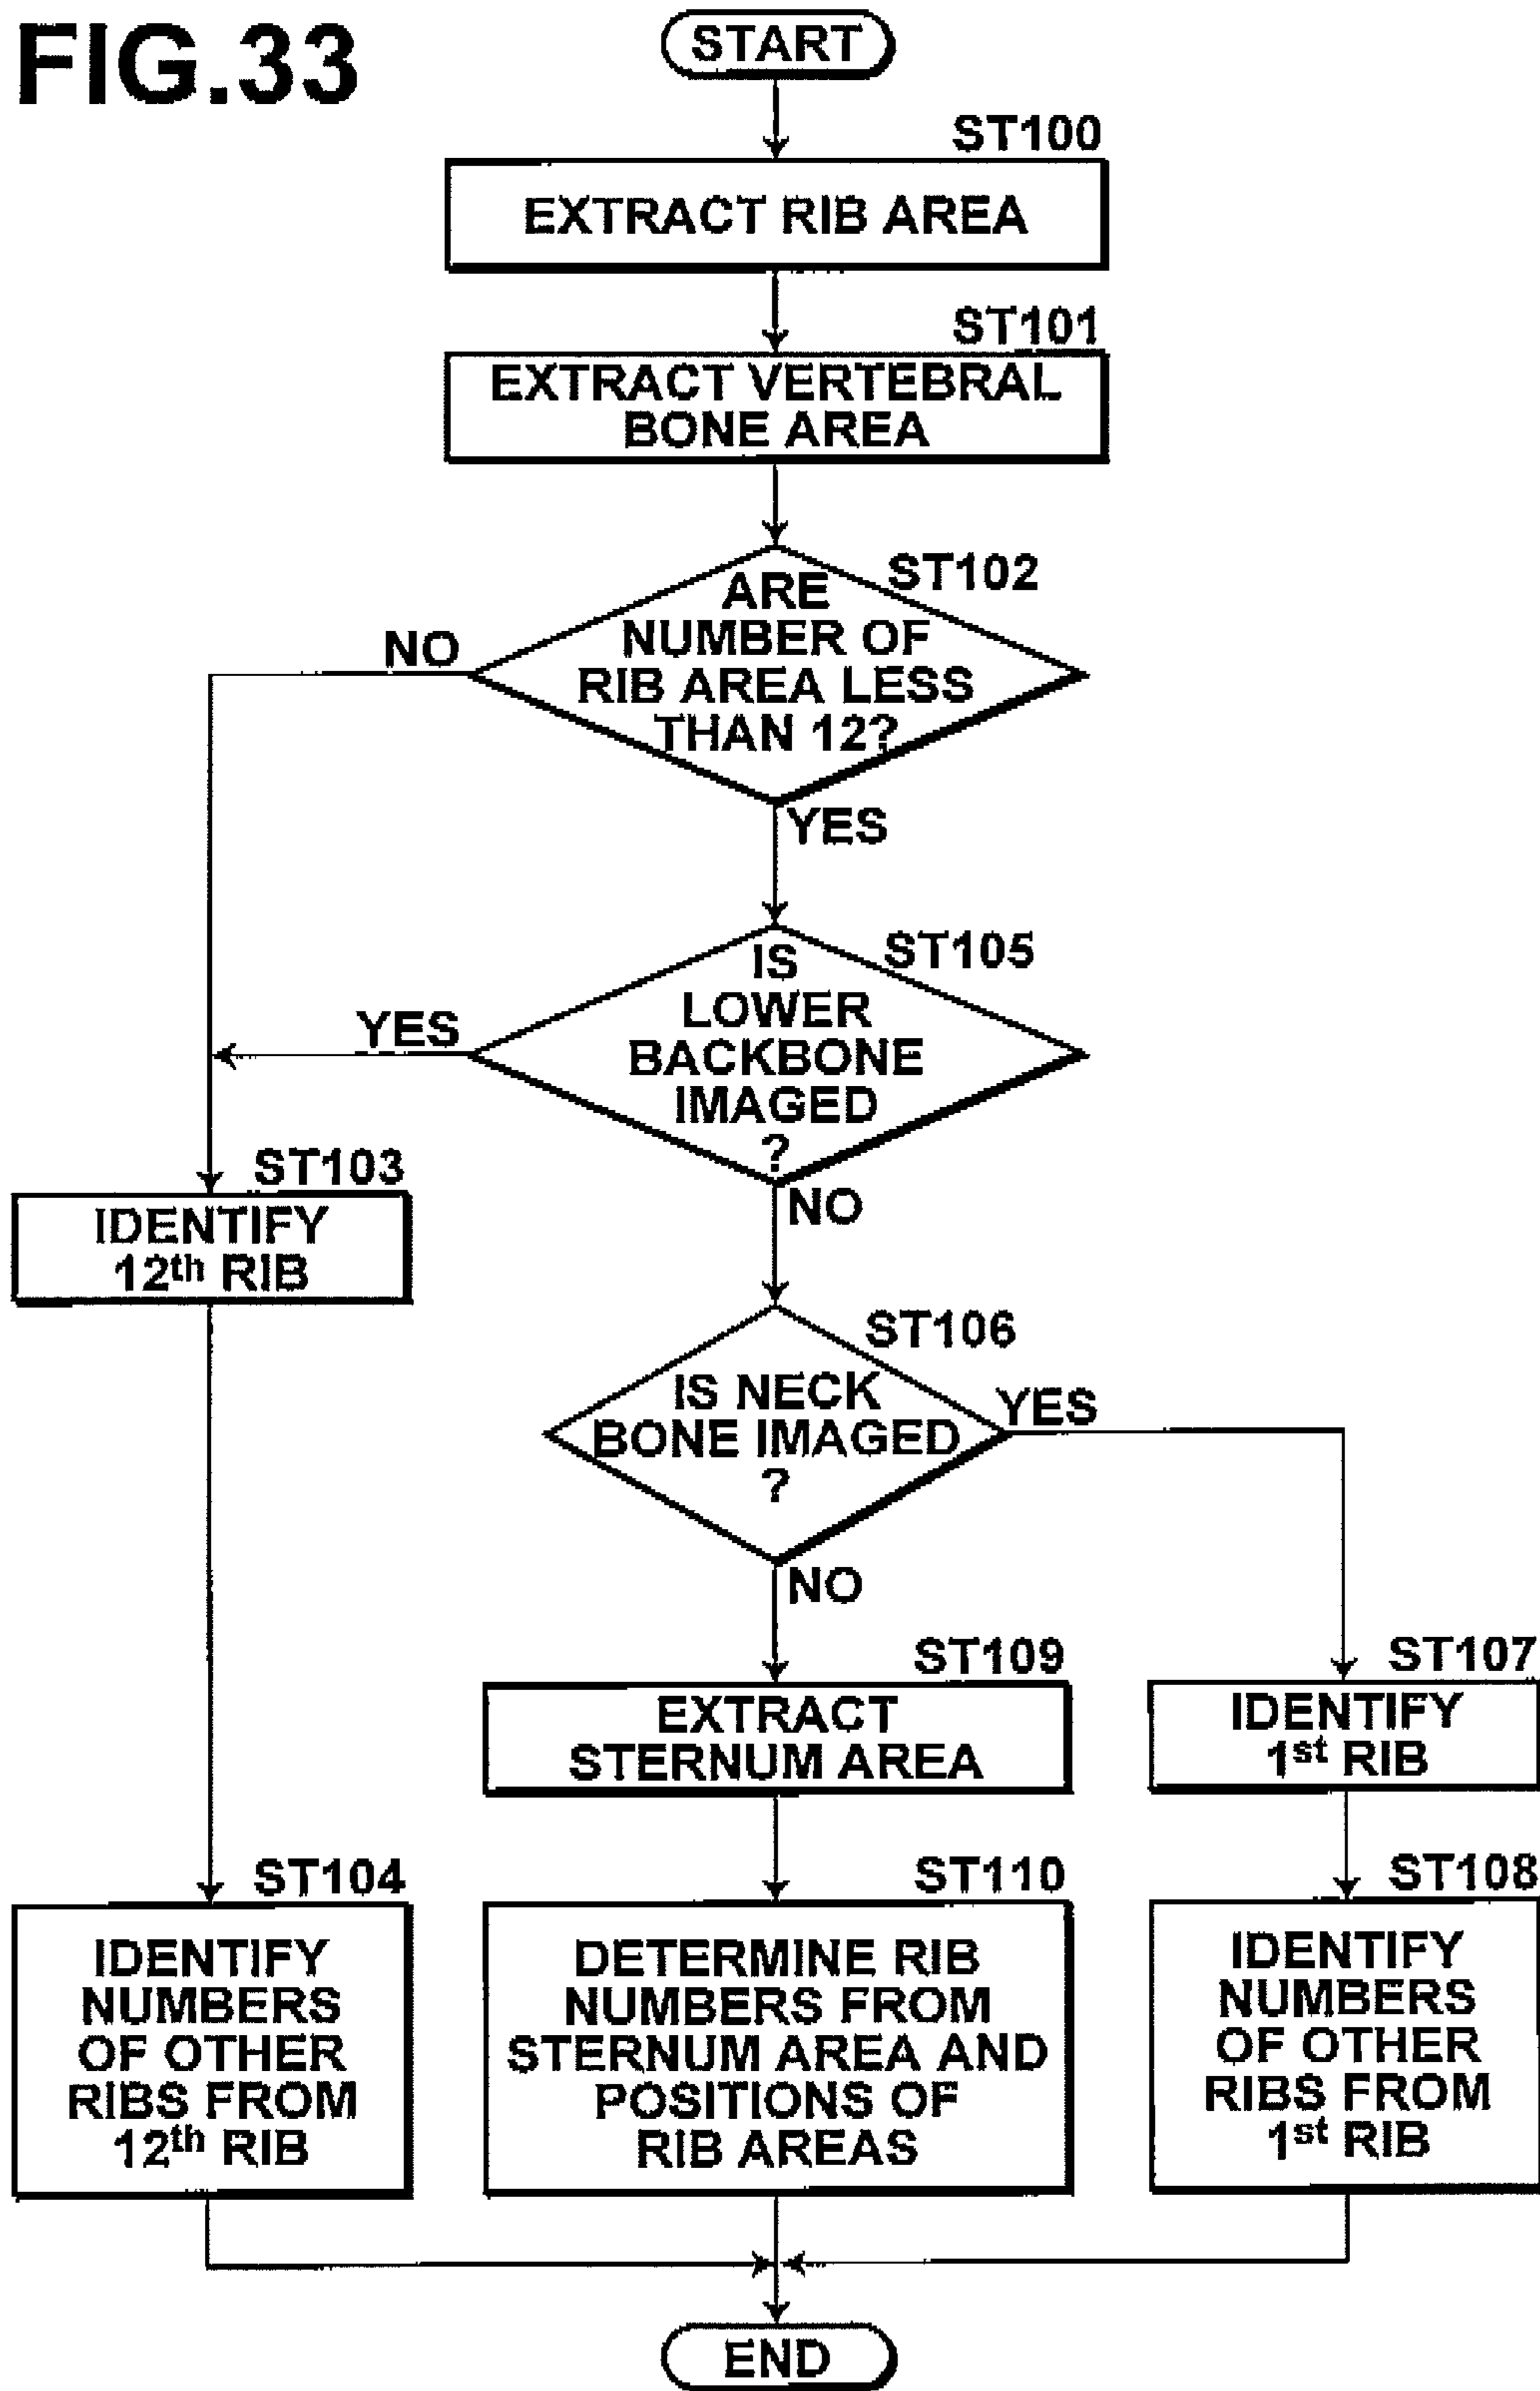 FIG.33
START
ST100
EXTRACT RIB AREA
ST101
EXTRACT VERTEBRAL
BONE AREA
ST102
ARE
NUMBER OF
RIB AREA LESS
THAN 12?
NO
YES
ST105
IS
LOWER
BACKBONE
IMAGED
?
YES
NO
ST103
IDENTIFY
12th RIB
ST106
IS NECK
BONE IMAGED
?
YES
NO
ST109
EXTRACT
STERNUM AREA
ST107
IDENTIFY
1st RIB
ST104
IDENTIFY
NUMBERS
OF OTHER
RIBS FROM
12th RIB
ST110
DETERMINE RIB
NUMBERS FROM
STERNUM AREA AND
POSITIONS OF
RIB AREAS
ST108
IDENTIFY
NUMBERS
OF OTHER
RIBS FROM
1st RIB
END